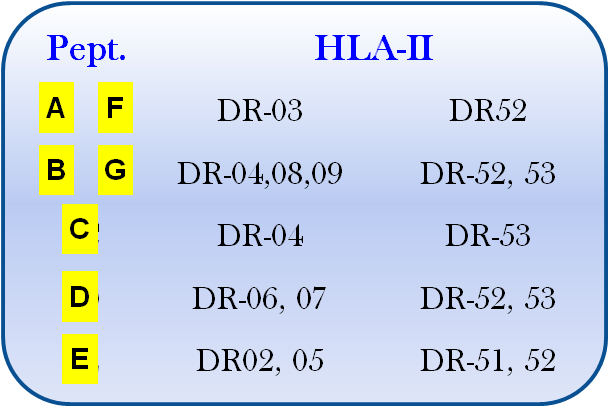 Pept. HLA-II
A F DR-03 DR52
B G DR-04,08,09 DR-52, 53
C DR-04 DR-53
D DR-06, 07 DR-52, 53
E DR02, 05 DR-51, 52